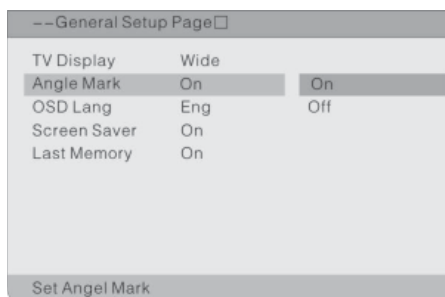 --General Setup Page□
TV Display Wide
Angle Mark On On
OSD Lang Eng Off
Screen Saver On
Last Memory On
Set Angel Mark